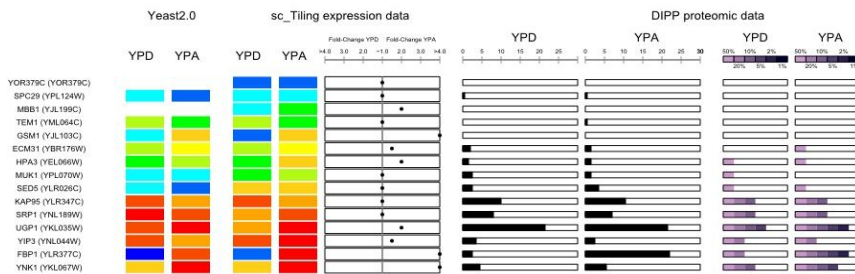 Yeast2.0 sc_Tiling expression data DIPP proteomic data
Fold-Change YPD Fold-Change YPA
YPD YPA YPD YPA >4.0 3.0 2.0 1.0 2.0 3.0 >4.0
YPD YPA YPD YPA
0 5 10 15 20 25 0 5 10 15 20 25 30
50% 10% 2% 50% 10% 2%
20% 5% 1% 20% 5% 1%
YOR379C (YOR379C)
SPC29 (YPL124W)
MBB1 (YJL199C)
TEM1 (YML064C)
GSM1 (YJL103C)
ECM31 (YBR176W)
HPA3 (YEL066W)
MUK1 (YPL070W)
SED5 (YLR026C)
KAP95 (YLR347C)
SRP1 (YNL189W)
UGP1 (YKL035W)
YIP3 (YNL044W)
FBP1 (YLR377C)
YNK1 (YKL067W)